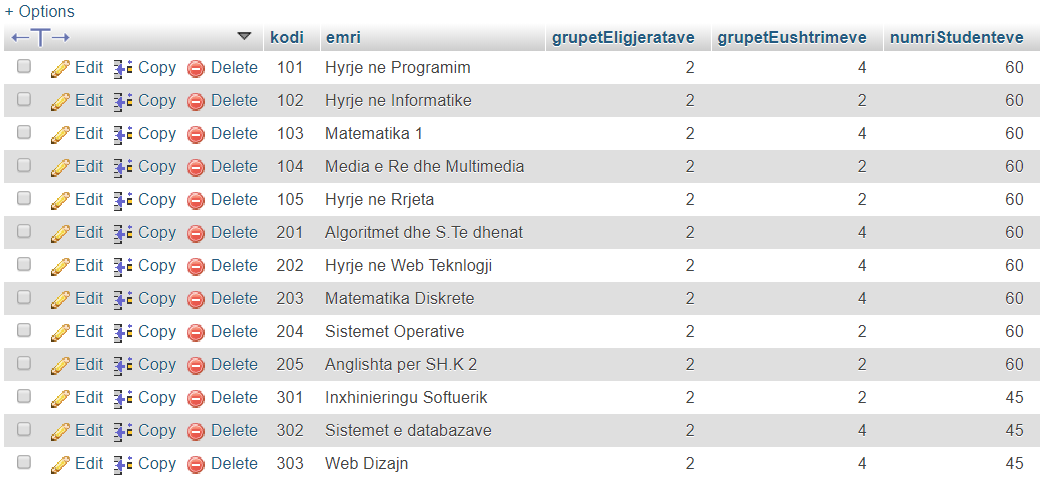 + Options
←T→ kodi emri grupetEligjeratave grupetEushtrimeve numriStudenteve
Edit Copy Delete 101 Hyrje ne Programim 2 4 60
Edit Copy Delete 102 Hyrje ne Informatike 2 2 60
Edit Copy Delete 103 Matematika 1 2 4 60
Edit Copy Delete 104 Media e Re dhe Multimedia 2 2 60
Edit Copy Delete 105 Hyrje ne Rrjeta 2 2 60
Edit Copy Delete 201 Algoritmet dhe S.Te dhenat 2 4 60
Edit Copy Delete 202 Hyrje ne Web Teknlogji 2 4 60
Edit Copy Delete 203 Matematika Diskrete 2 4 60
Edit Copy Delete 204 Sistemet Operative 2 2 60
Edit Copy Delete 205 Anglishta per SH.K 2 2 2 60
Edit Copy Delete 301 Inxhinieringu Softuerik 2 2 45
Edit Copy Delete 302 Sistemet e databazave 2 4 45
Edit Copy Delete 303 Web Dizajn 2 4 45